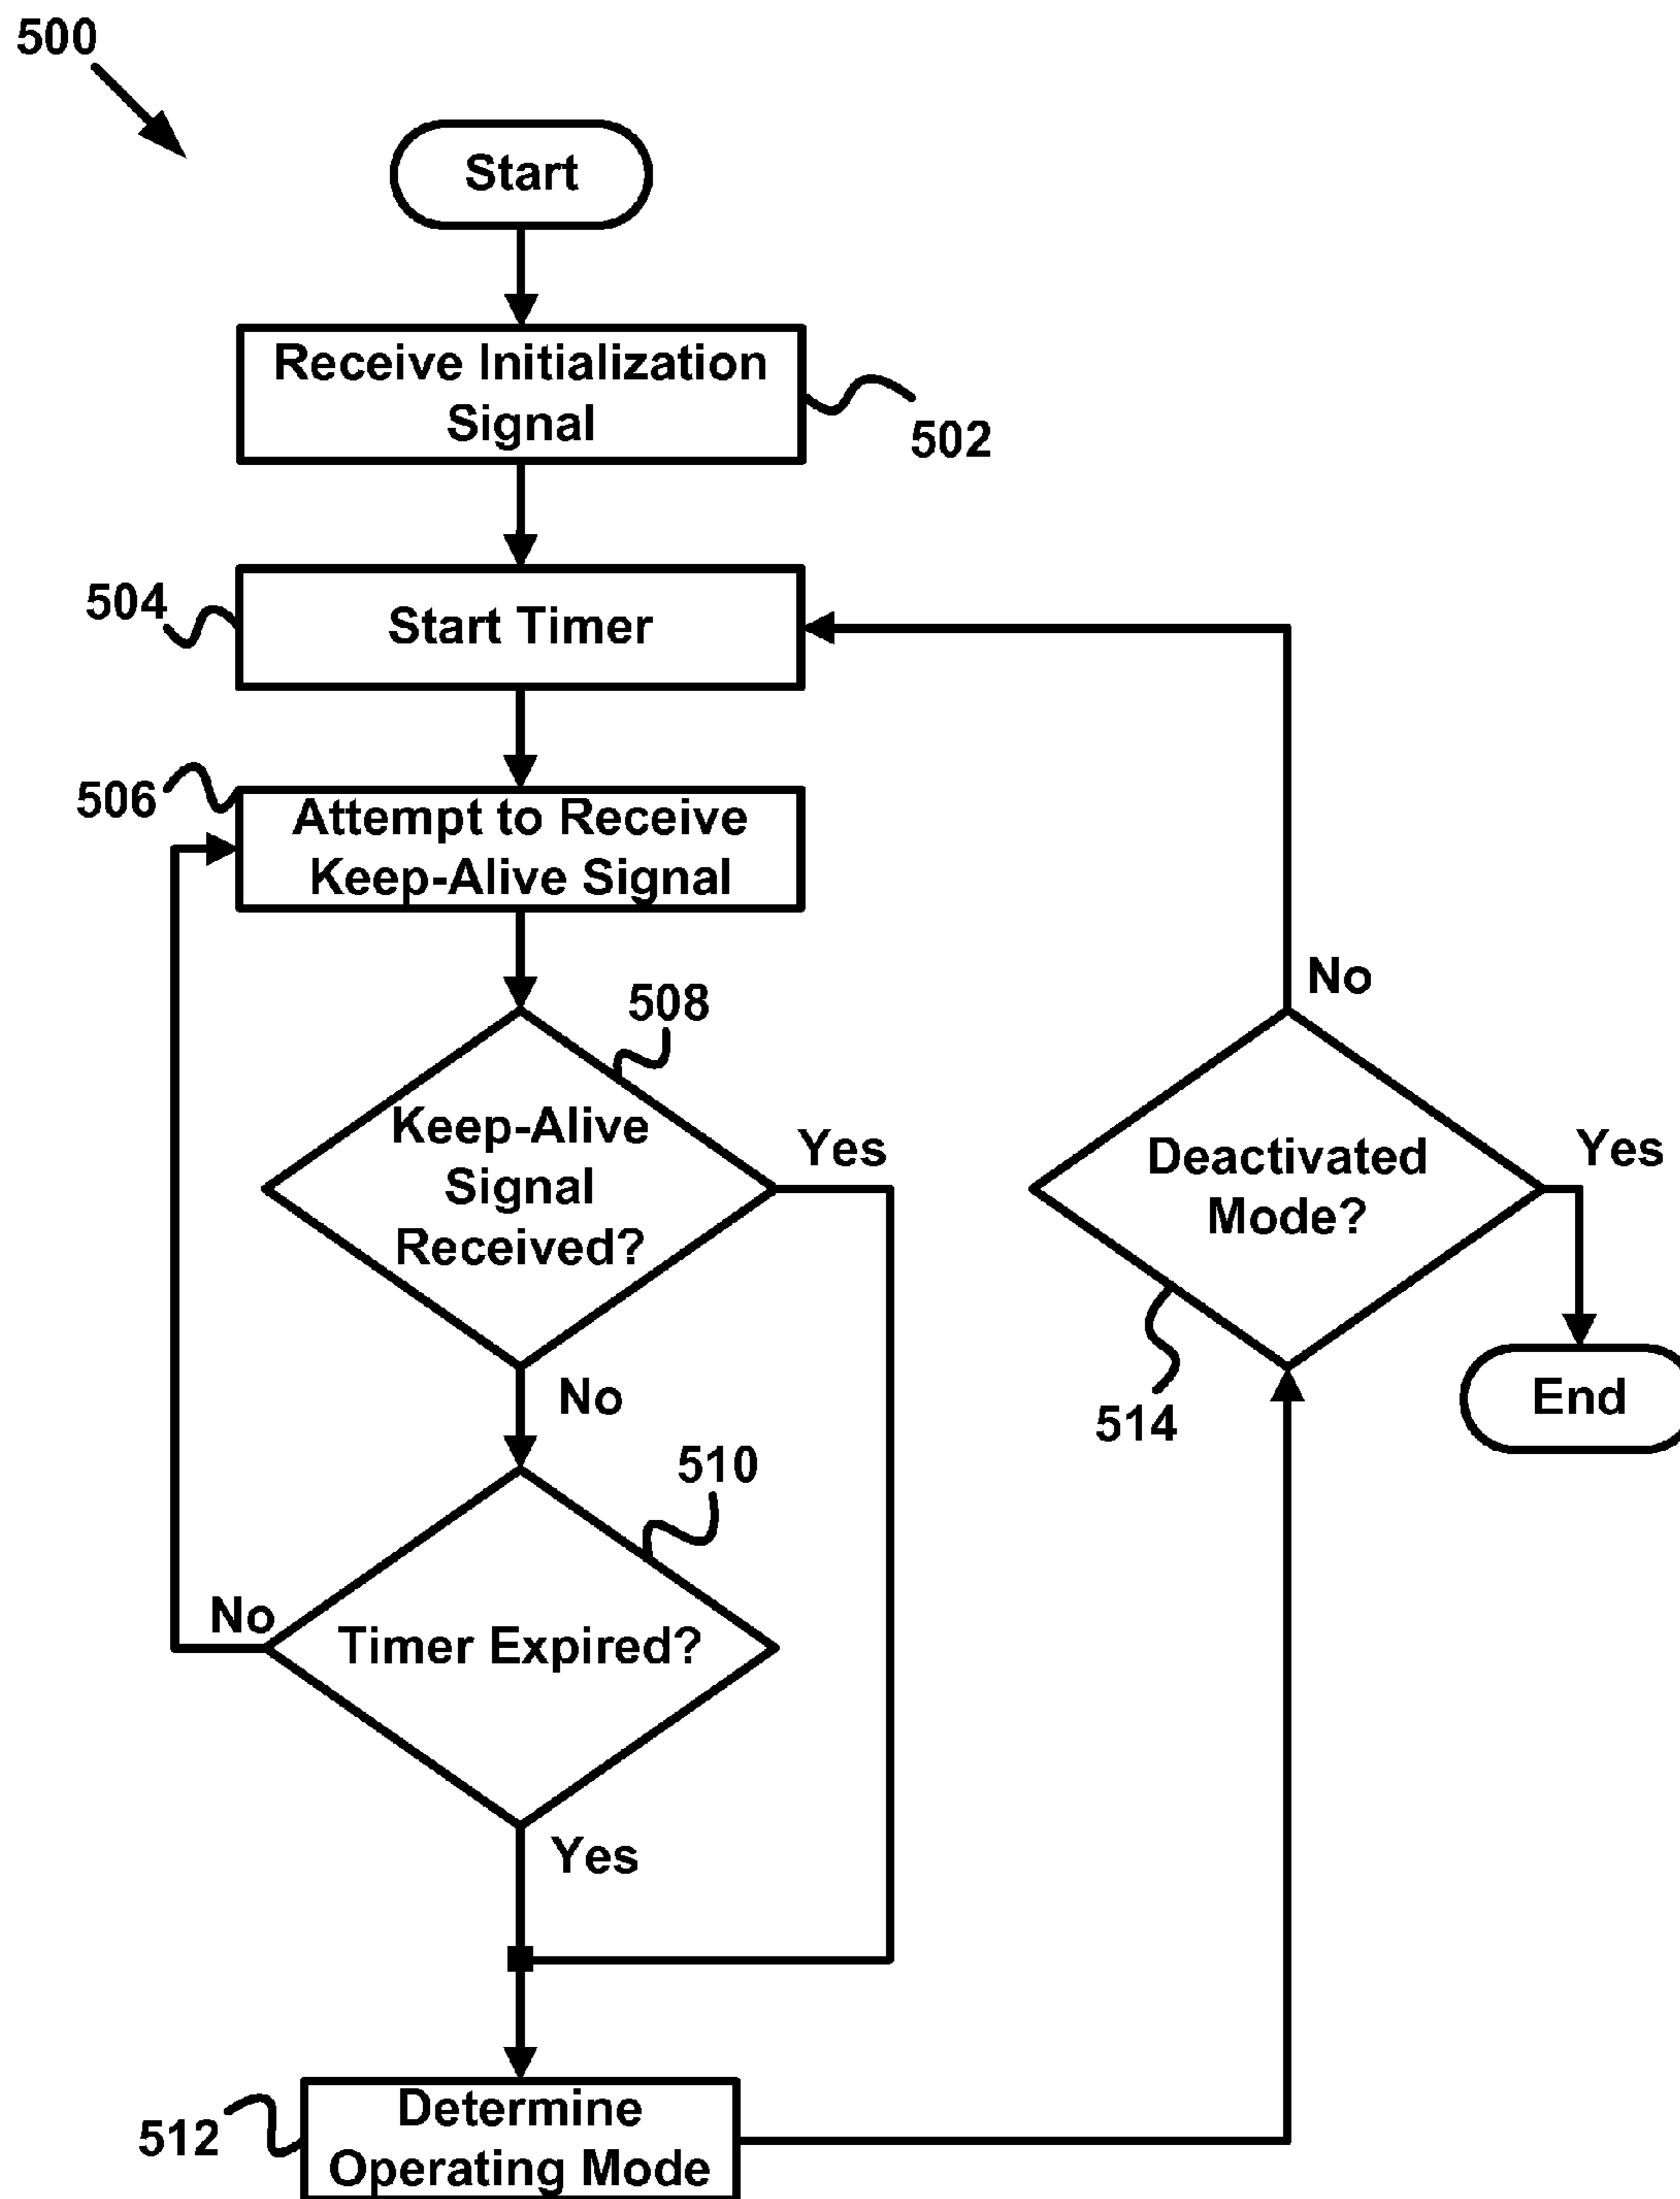 500
Start
Receive Initialization
Signal
502
504
Start Timer
506
Attempt to Receive
Keep-Alive Signal
508
Keep-Alive
Signal
Received?
Yes
No
510
Timer Expired?
No
Yes
512
Determine
Operating Mode
No
Deactivated
Mode?
Yes
514
End